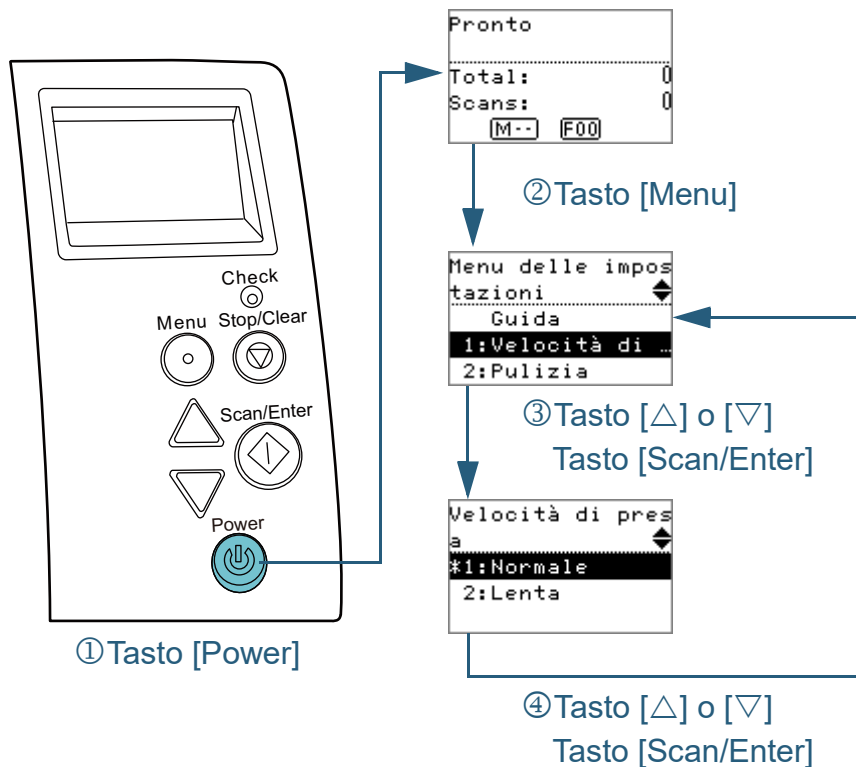 Check
Menu Stop/Clear
Scan/Enter
Power
①Tasto [Power]
Pronto
Total: 0
Scans: 0
M-- F00
②Tasto [Menu]
Menu delle impos
tazioni
Guida
1:Velocità di …
2:Pulizia
③Tasto [△] o [▽]
Tasto [Scan/Enter]
Velocità di pres
a
*1:Normale
2:Lenta
④Tasto [△] o [▽]
Tasto [Scan/Enter]